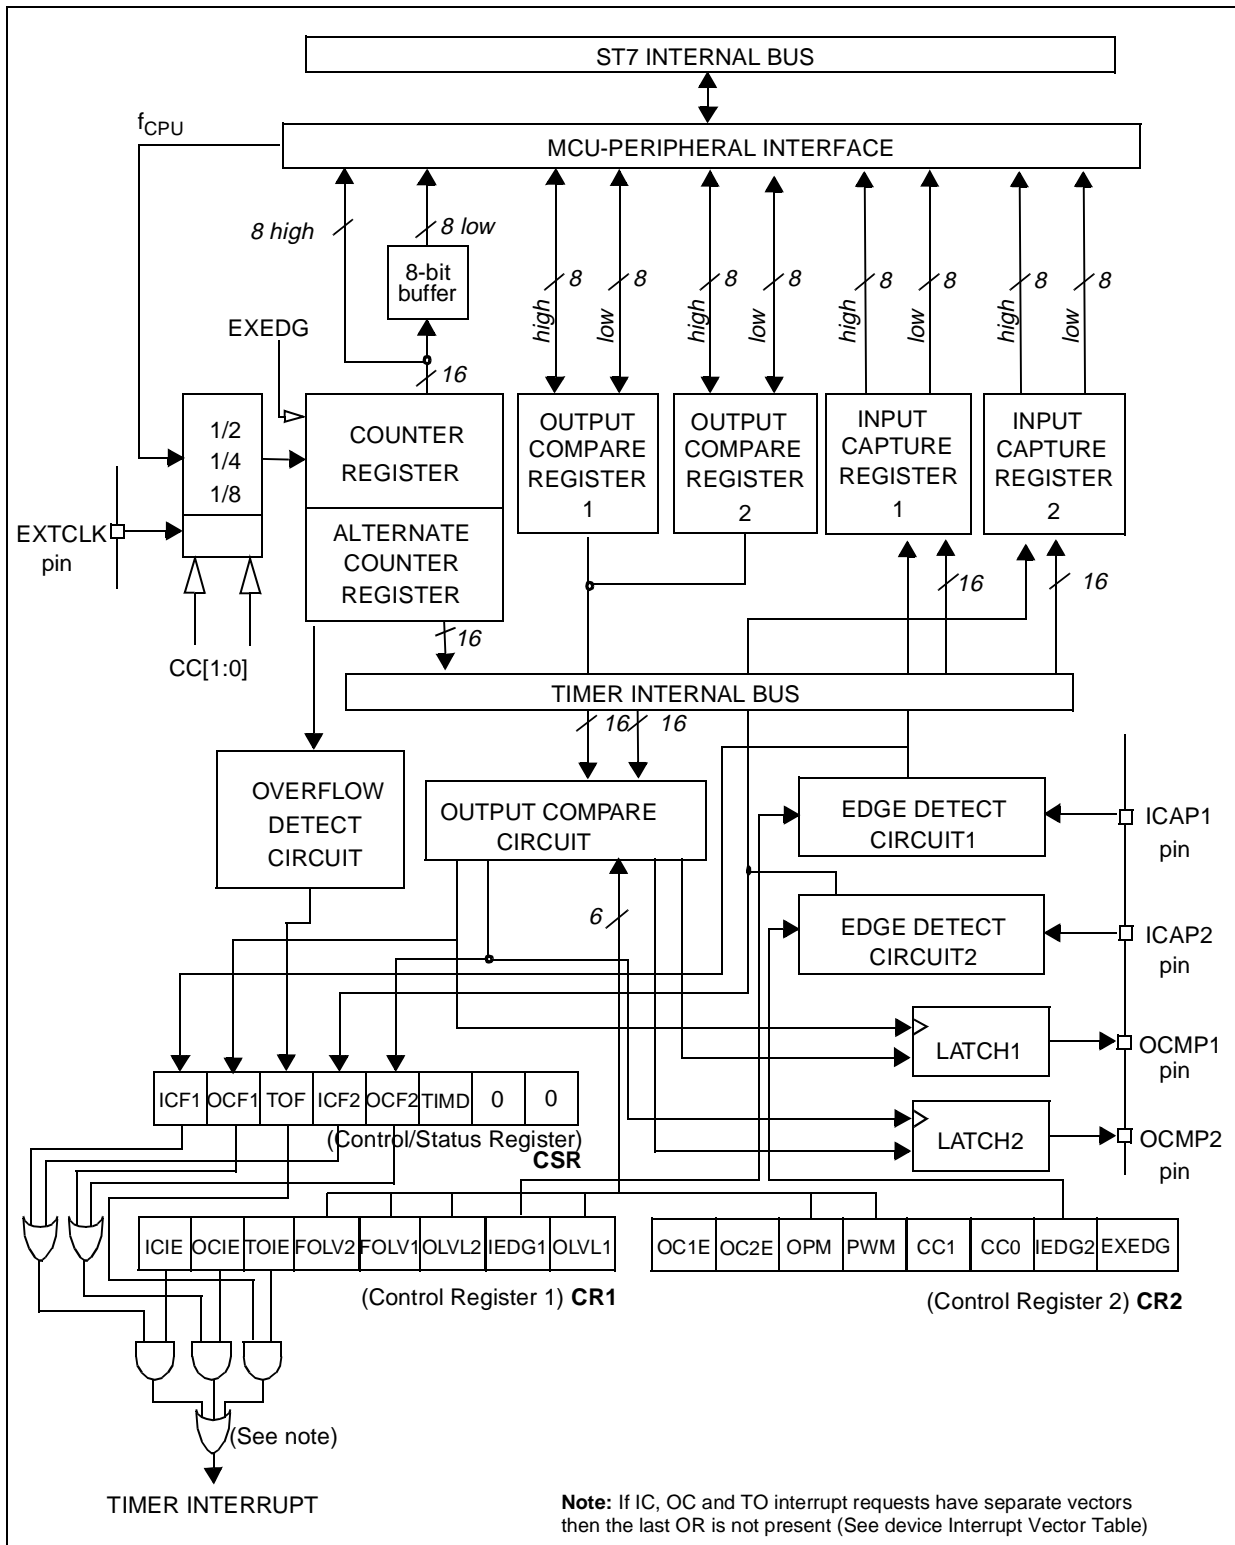 ST7 INTERNAL BUS
fCPU
MCU-PERIPHERAL INTERFACE
8 high
8 low
8-bit
buffer
8
8
8
8
8
8
8
8
high
low
high
low
high
low
high
low
EXEDG
16
1/2
1/4
1/8
COUNTER
REGISTER
OUTPUT
COMPARE
REGISTER
1
OUTPUT
COMPARE
REGISTER
2
INPUT
CAPTURE
REGISTER
1
INPUT
CAPTURE
REGISTER
2
EXTCLK
pin
ALTERNATE
COUNTER
REGISTER
16
16
16
CC[1:0]
TIMER INTERNAL BUS
16
16
OVERFLOW
DETECT
CIRCUIT
OUTPUT COMPARE
CIRCUIT
EDGE DETECT
CIRCUIT1
ICAP1
pin
6
EDGE DETECT
CIRCUIT2
ICAP2
pin
LATCH1
OCMP1
pin
LATCH2
OCMP2
pin
ICF1 OCF1 TOF ICF2 OCF2 TIMD 0 0
(Control/Status Register)
CSR
ICIE OCIE TOIE FOLV2 FOLV1 OLVL2 IEDG1 OLVL1
(Control Register 1) CR1
OC1E OC2E OPM PWM CC1 CC0 IEDG2 EXEDG
(Control Register 2) CR2
(See note)
TIMER INTERRUPT
Note: If IC, OC and TO interrupt requests have separate vectors
then the last OR is not present (See device Interrupt Vector Table)